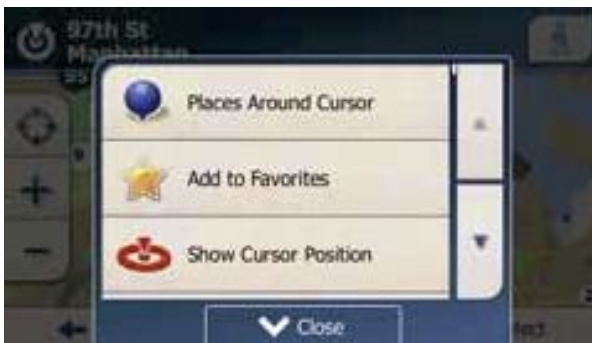 97th St
Manhattan
Places Around Cursor
Add to Favorites
Show Cursor Position
Close